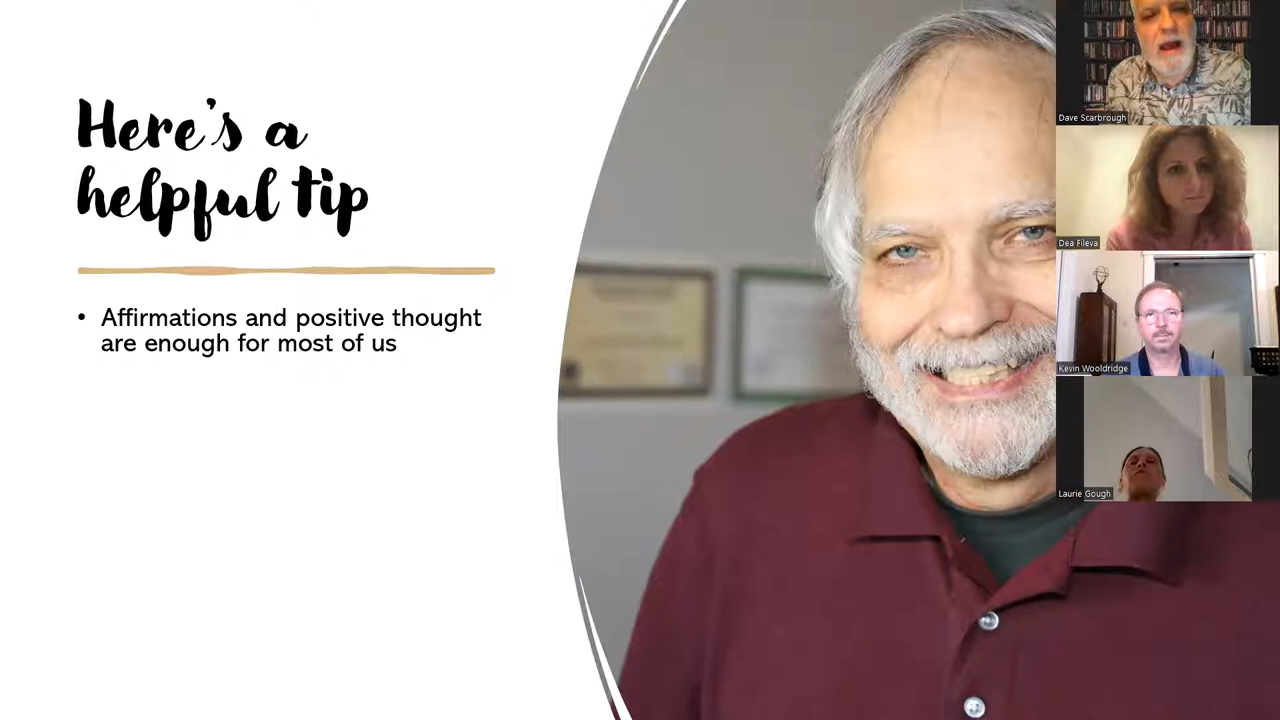 Here's a
helpful tip
• Affirmations and positive thought
are enough for most of us
Dave Scarbrough
Dea Fileva
Kevin Wooldridge
Laurie Gough